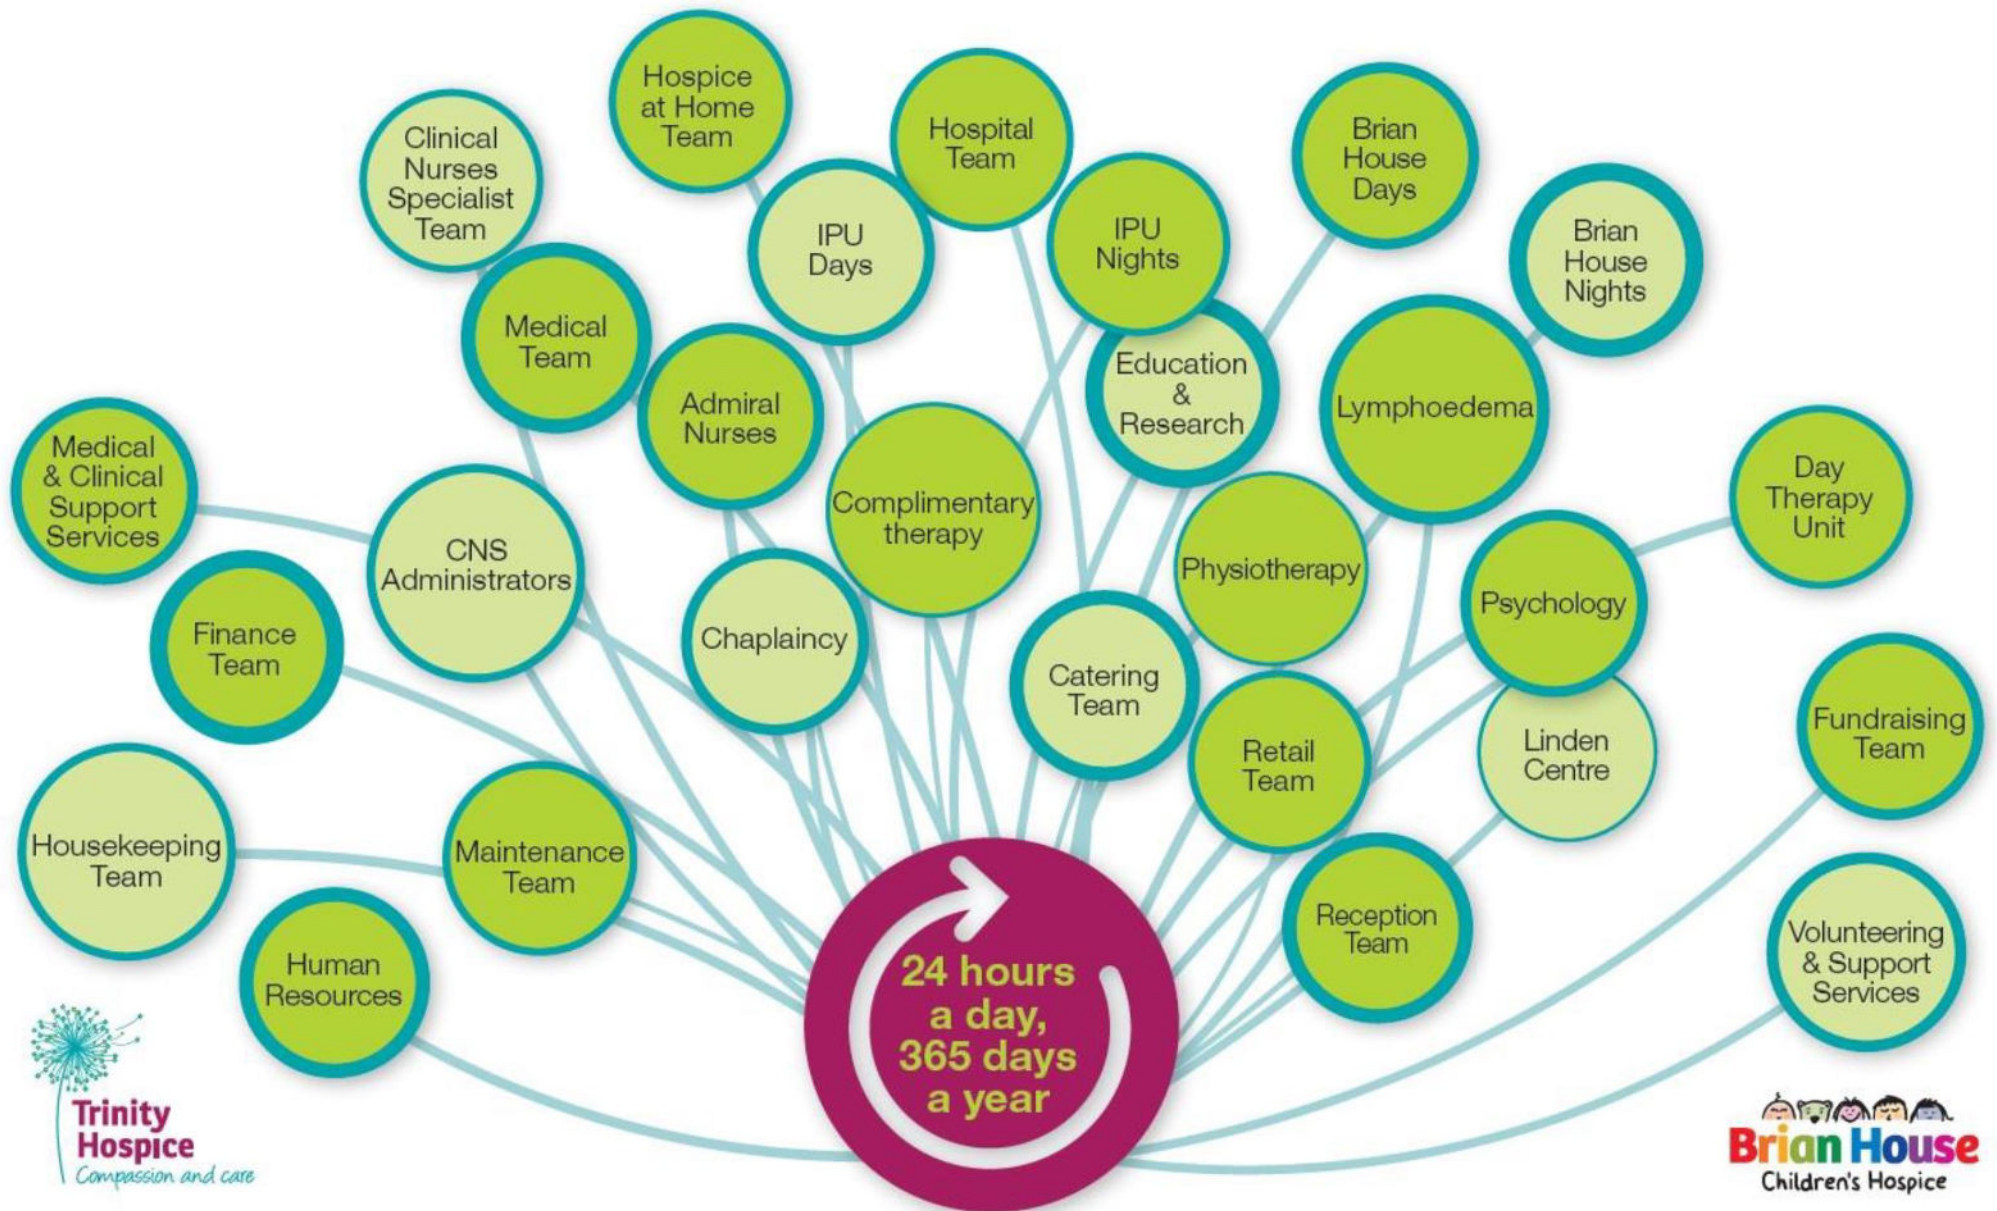 Hospice
at Home
Team
Hospital
Team
Brian
House
Days
Clinical
Nurses
Specialist
Team
IPU
Days
IPU
Nights
Brian
House
Nights
Medical
Team
Admiral
Nurses
Education
&
Research
Lymphoedema
Medical
& Clinical
Support
Services
CNS
Administrators
Complimentary
therapy
Physiotherapy
Psychology
Day
Therapy
Unit
Finance
Team
Chaplaincy
Catering
Team
Retail
Team
Linden
Centre
Fundraising
Team
Housekeeping
Team
Maintenance
Team
Human
Resources
Reception
Team
Volunteering
& Support
Services
24 hours
a day,
365 days
a year
Trinity
Hospice
Compassion and care
Brian House
Children's Hospice